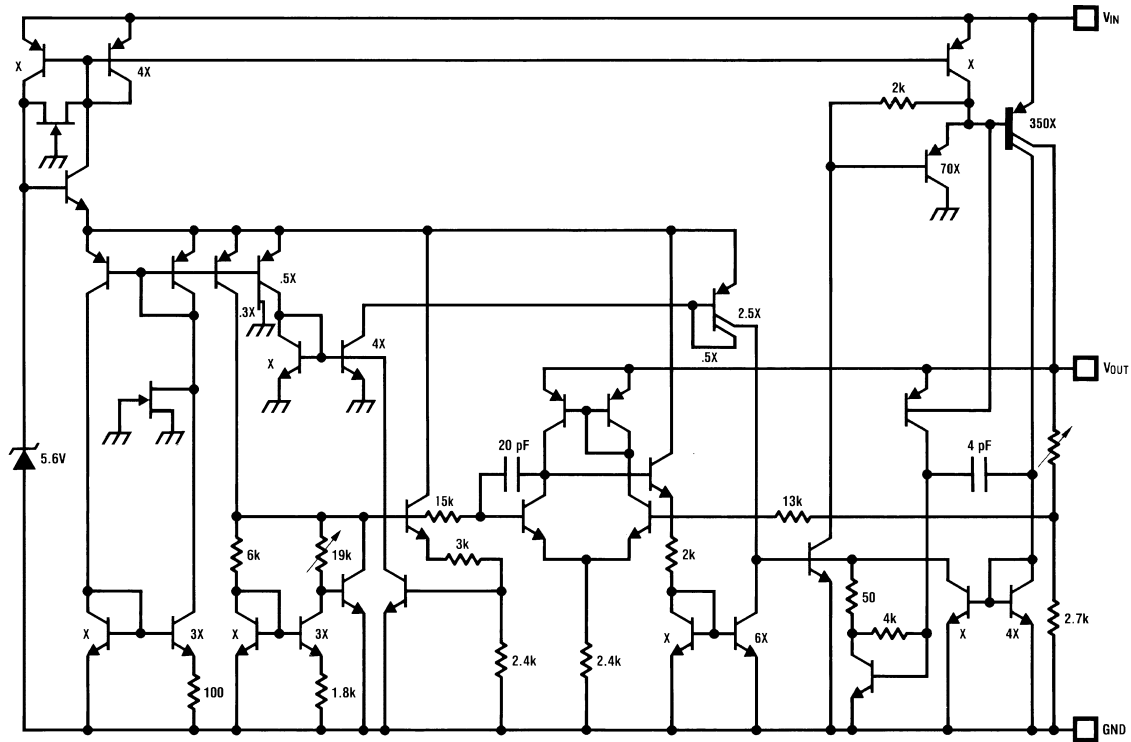 VIN
X
4X
X
2k
350X
70X
.5X
.3X
2.5X
4X
X
.5X
VOUT
5.6V
20 pF
4 pF
15k
13k
3k
6k
19k
2k
50
4k
X
3X
X
3X
X
6X
X
4X
2.7k
100
1.8k
2.4k
2.4k
GND